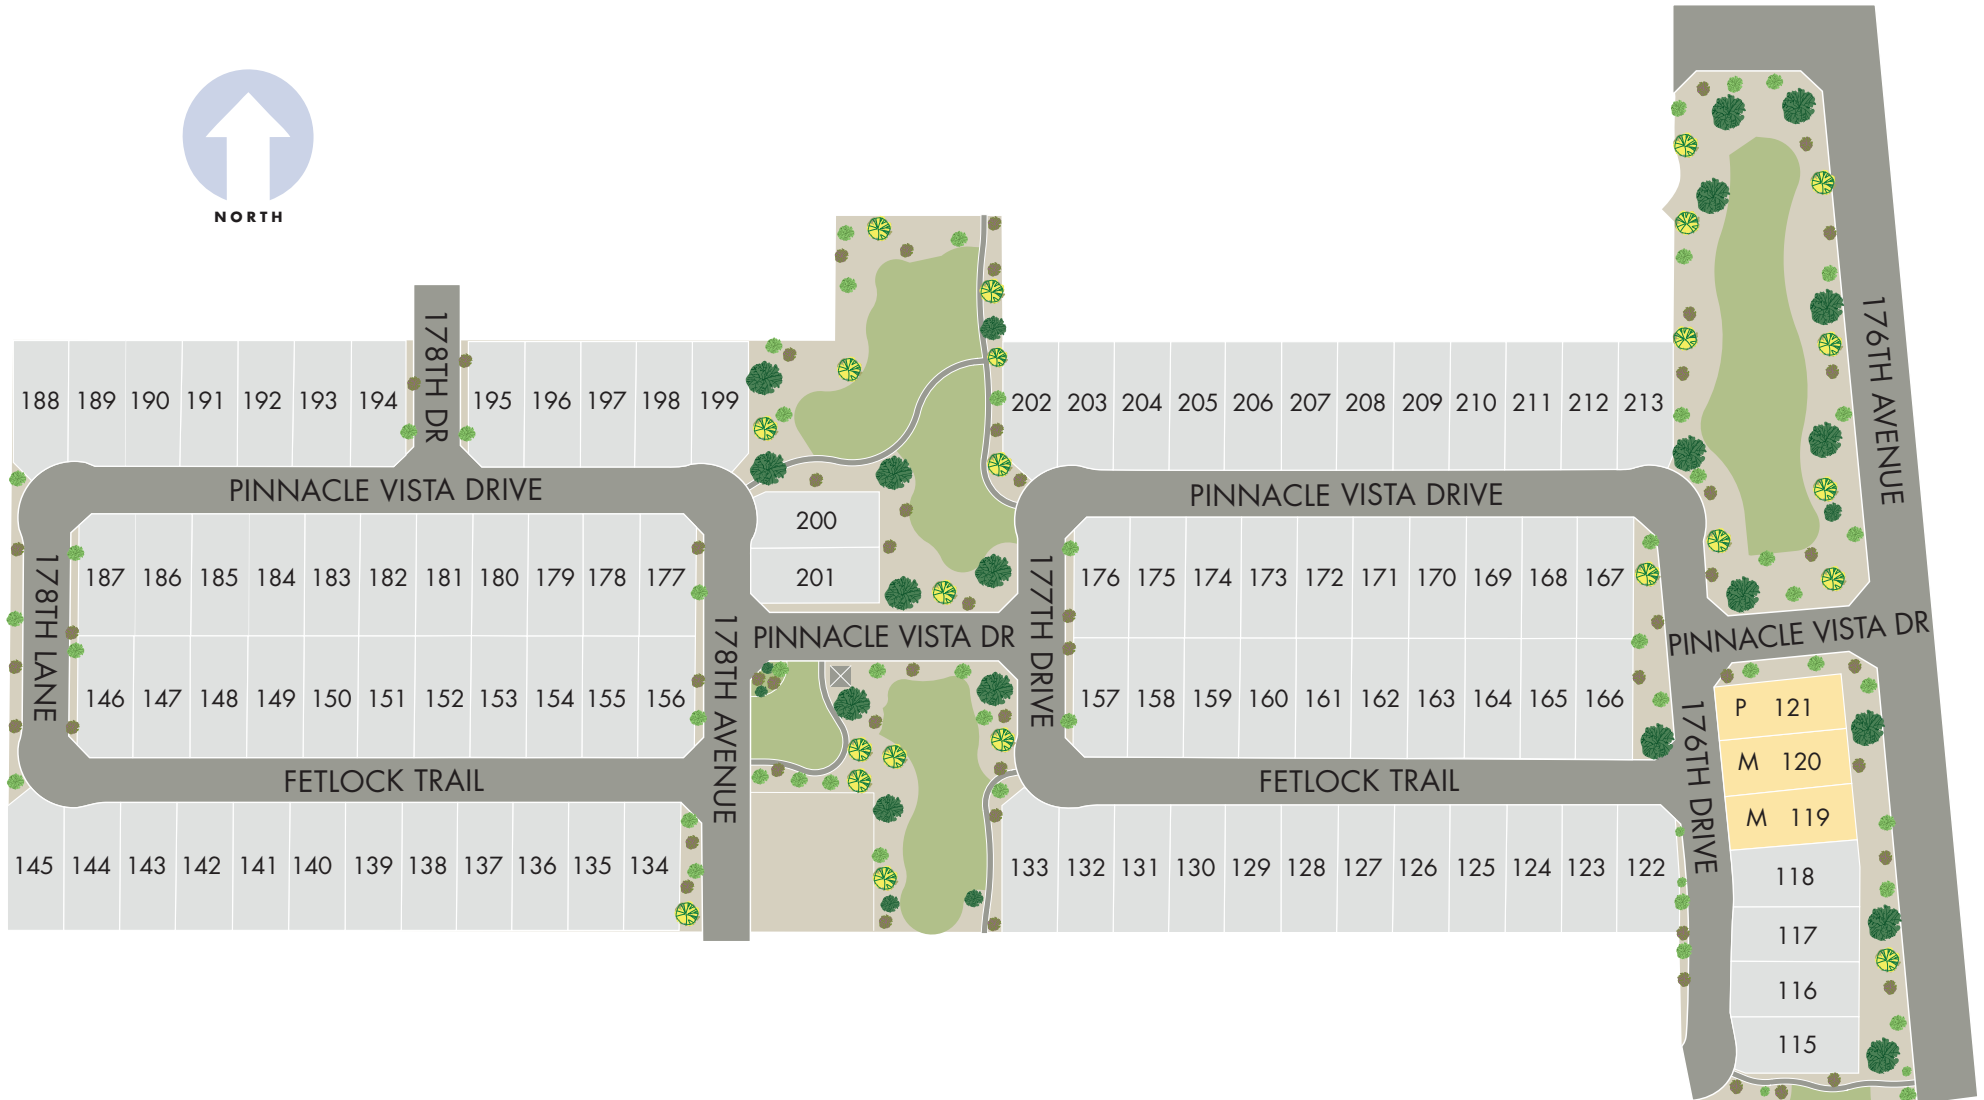 NORTH
178TH DR
188 189 190 191 192 193 194 195 196 197 198 199
202 203 204 205 206 207 208 209 210 211 212 213
176TH AVENUE
PINNACLE VISTA DRIVE
PINNACLE VISTA DRIVE
200
201
178TH LANE
187 186 185 184 183 182 181 180 179 178 177
177TH DRIVE
176 175 174 173 172 171 170 169 168 167
178TH AVENUE
PINNACLE VISTA DR
PINNACLE VISTA DR
146 147 148 149 150 151 152 153 154 155 156
157 158 159 160 161 162 163 164 165 166
176TH DRIVE
P 121
M 120
M 119
118
117
116
115
FETLOCK TRAIL
FETLOCK TRAIL
145 144 143 142 141 140 139 138 137 136 135 134
133 132 131 130 129 128 127 126 125 124 123 122